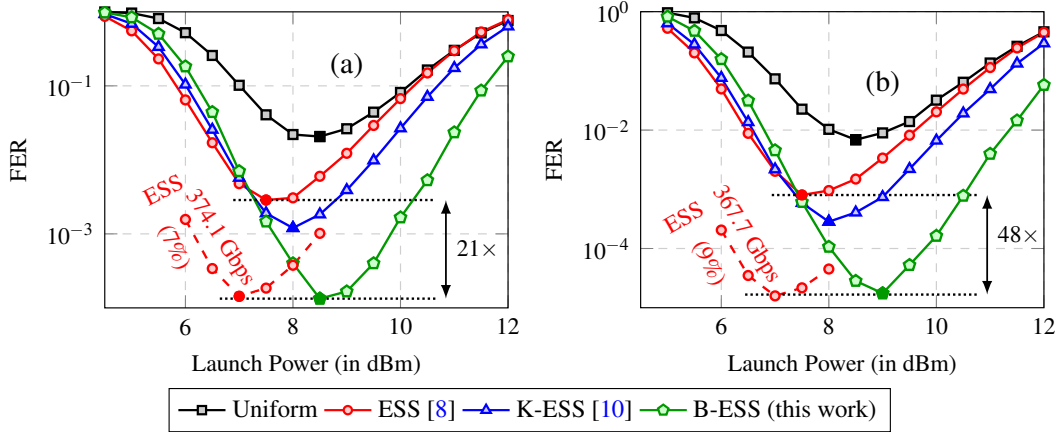 (a)
FER
10^−1
10^−3
ESS 374.1 Gbps
(7%)
21×
6 8 10 12
Launch Power (in dBm)
(b)
FER
10^0
10^−2
10^−4
ESS 367.7 Gbps
(9%)
48×
6 8 10 12
Launch Power (in dBm)
Uniform ESS [8] K-ESS [10] B-ESS (this work)